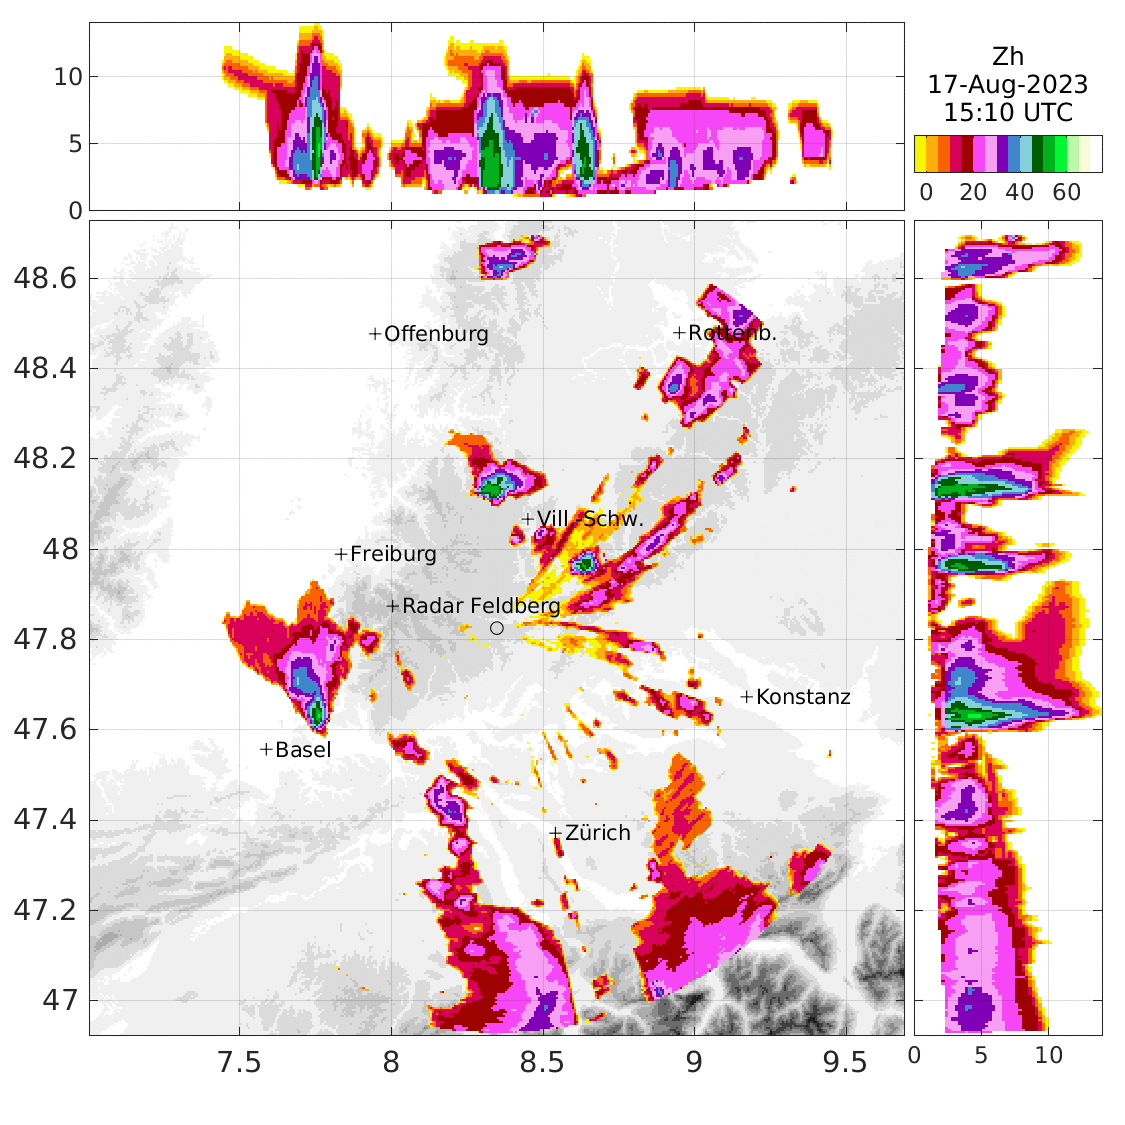 10
5
0
Zh
17-Aug-2023
15:10 UTC
0 20 40 60
48.6
48.4
48.2
48
47.8
47.6
47.4
47.2
47
+Offenburg
+Rottenb.
+Vill.-Schw.
+Freiburg
+Radar Feldberg
+Konstanz
+Basel
+Zürich
7.5 8 8.5 9 9.5
0 5 10